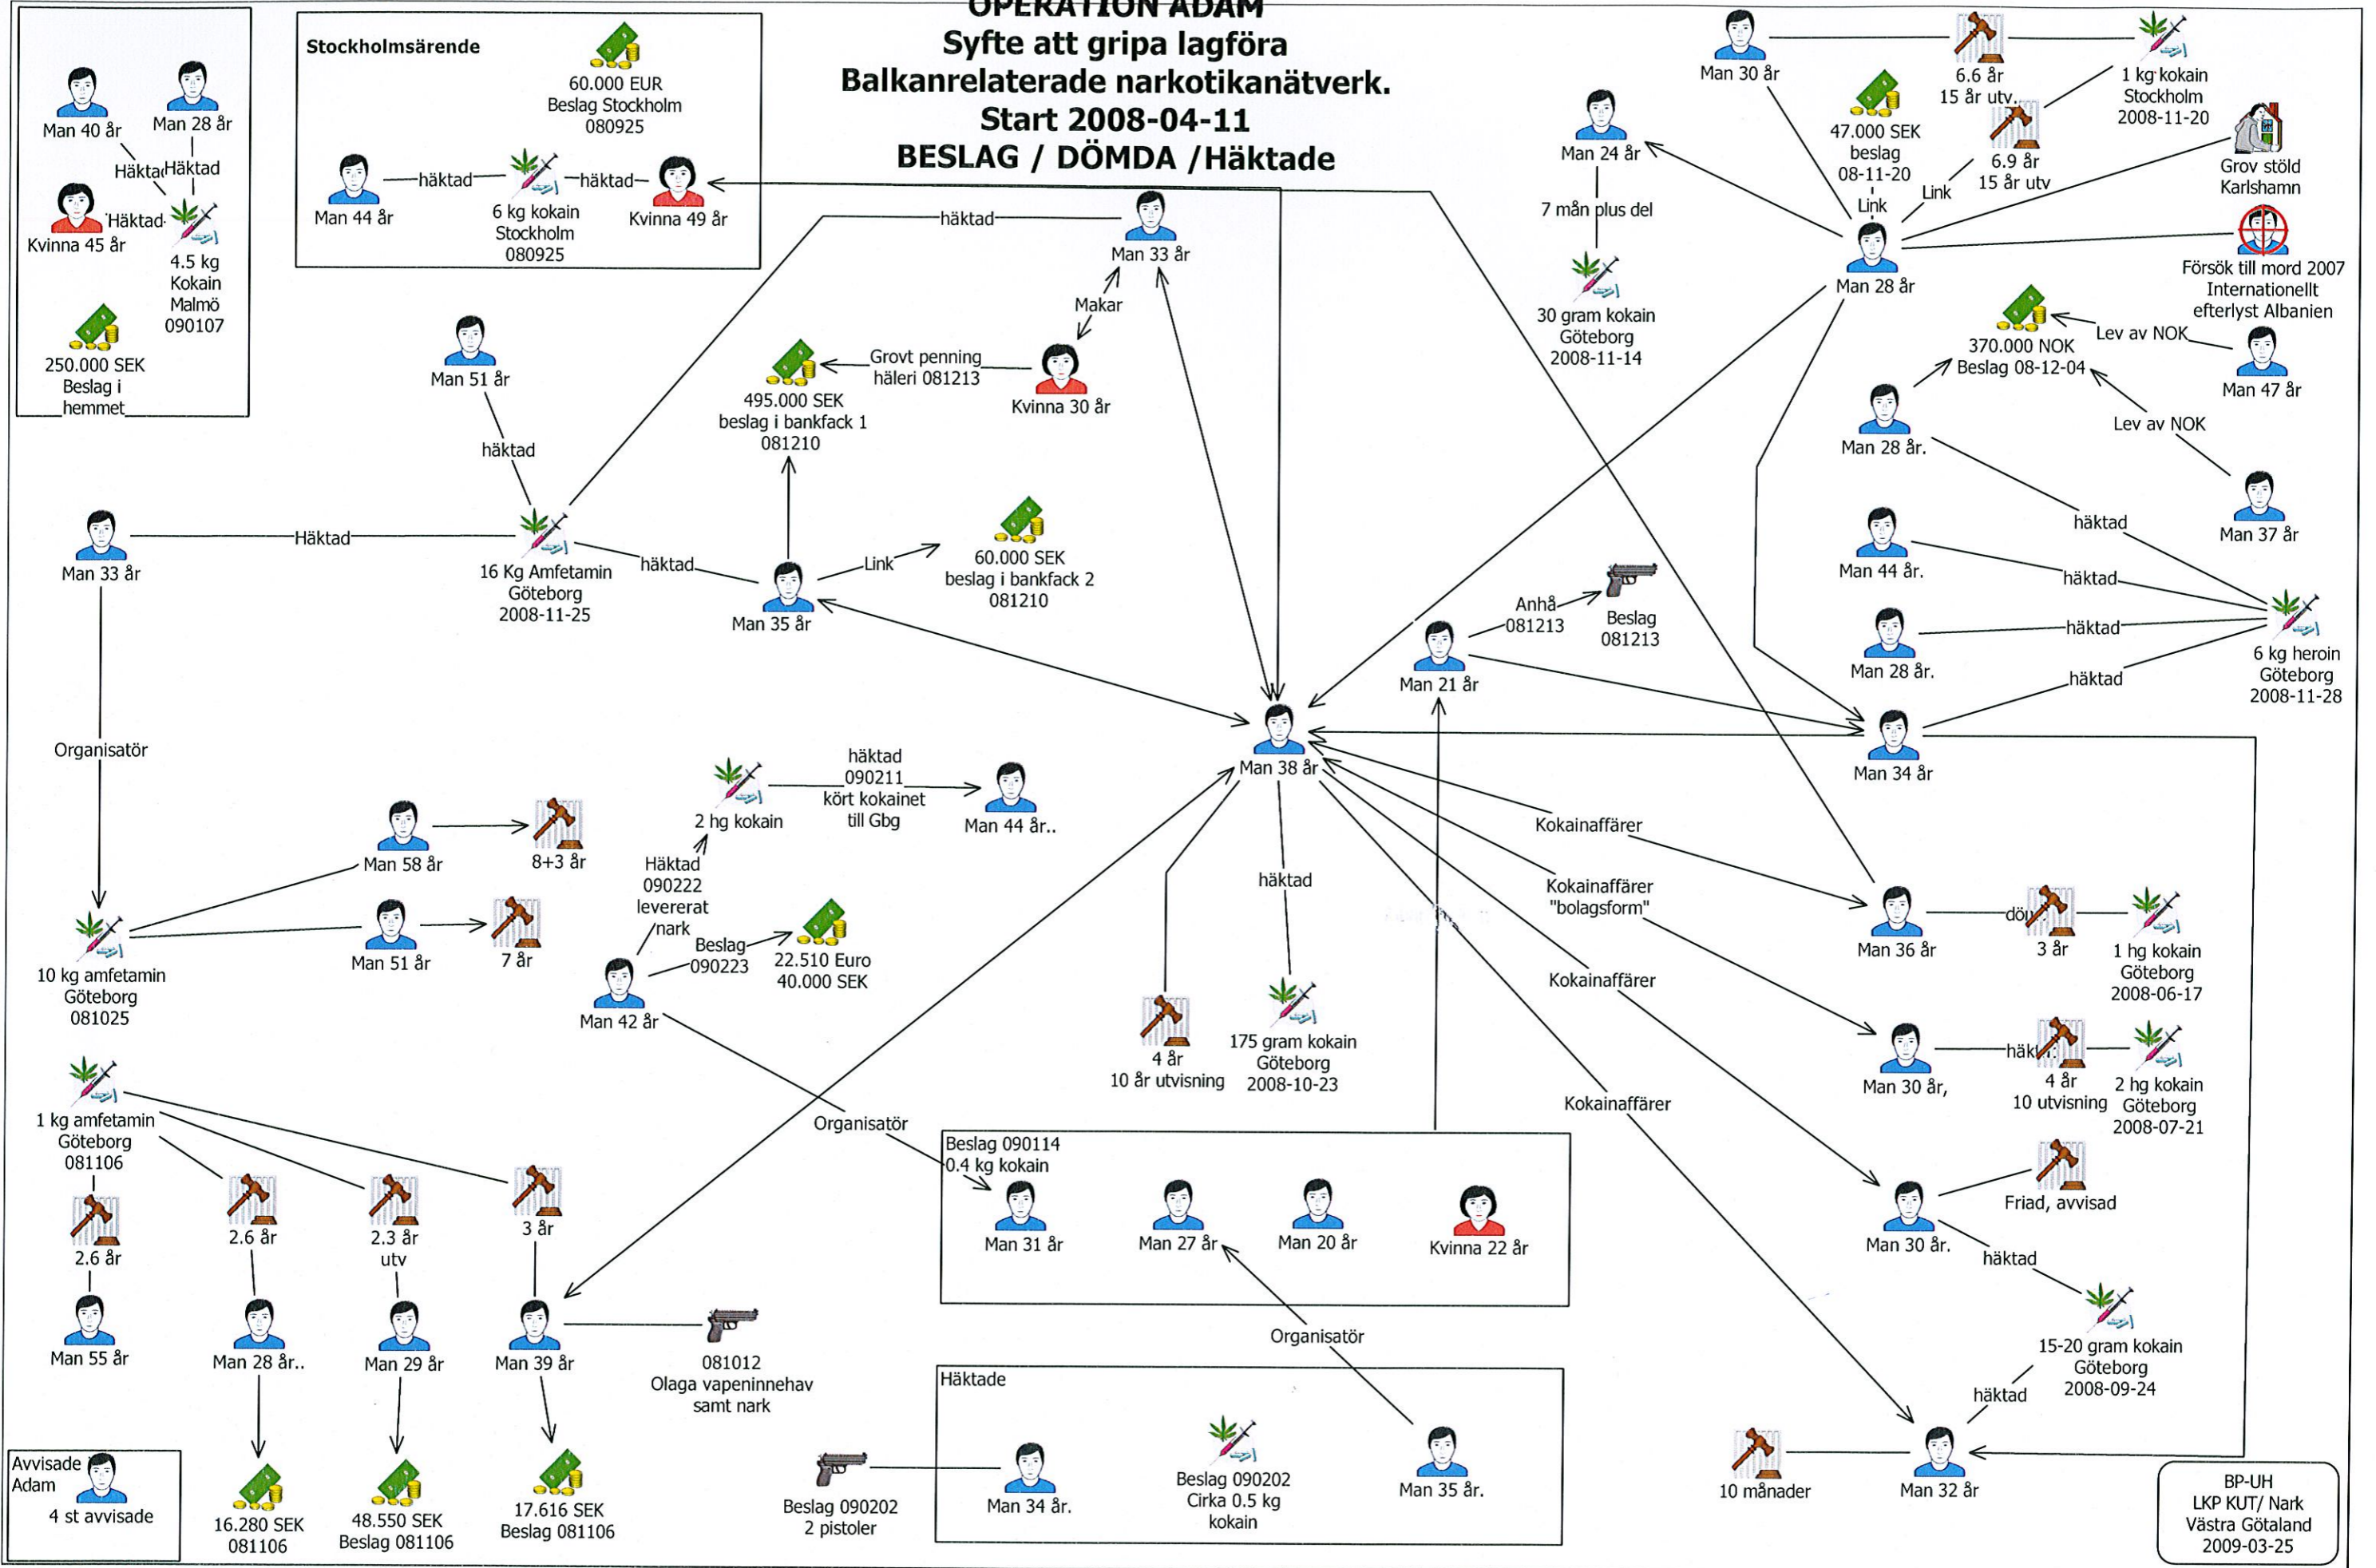 OPERATION ADAM
Syfte att gripa lagföra
Balkanrelaterade narkotikanätverk.
Start 2008-04-11
BESLAG / DÖMDA /Häktade
Man 40 år
Man 28 år
Häktad
Häktad
Kvinna 45 år
Häktad
4.5 kg
Kokain
Malmö
090107
250.000 SEK
Beslag i
hemmet
Stockholmsärende
60.000 EUR
Beslag Stockholm
080925
Man 44 år
häktad
6 kg kokain
Stockholm
080925
häktad
Kvinna 49 år
häktad
Man 33 år
Makar
Kvinna 30 år
Grovt penning
häleri 081213
495.000 SEK
beslag i bankfack 1
081210
Man 51 år
häktad
Man 33 år
Häktad
16 Kg Amfetamin
Göteborg
2008-11-25
häktad
Man 35 år
Link
60.000 SEK
beslag i bankfack 2
081210
Man 30 år
6.6 år
15 år utv.
1 kg kokain
Stockholm
2008-11-20
47.000 SEK
beslag
08-11-20
Link
Link
6.9 år
15 år utv
Grov stöld
Karlshamn
Man 24 år
7 mån plus del
30 gram kokain
Göteborg
2008-11-14
Man 28 år
Försök till mord 2007
Internationellt
efterlyst Albanien
370.000 NOK
Beslag 08-12-04
Lev av NOK
Man 47 år
Lev av NOK
Man 37 år
Man 28 år.
häktad
Man 44 år.
häktad
Man 28 år.
häktad
häktad
6 kg heroin
Göteborg
2008-11-28
Anhå
081213
Beslag
081213
Man 21 år
Man 34 år
Man 38 år
Organisatör
10 kg amfetamin
Göteborg
081025
Man 58 år
8+3 år
Man 51 år
7 år
2 hg kokain
häktad
090211
kört kokainet
till Gbg
Man 44 år..
Häktad
090222
levererat
nark
Beslag
090223
22.510 Euro
40.000 SEK
Man 42 år
Organisatör
häktad
4 år
10 år utvisning
175 gram kokain
Göteborg
2008-10-23
Kokainaffärer
Kokainaffärer
"bolagsform"
Kokainaffärer
Kokainaffärer
Man 36 år
3 år
1 hg kokain
Göteborg
2008-06-17
Man 30 år,
4 år
10 utvisning
2 hg kokain
Göteborg
2008-07-21
Friad, avvisad
Man 30 år.
häktad
15-20 gram kokain
Göteborg
2008-09-24
häktad
Man 32 år
10 månader
1 kg amfetamin
Göteborg
081106
2.6 år
Man 55 år
2.6 år
Man 28 år..
16.280 SEK
081106
2.3 år
utv
Man 29 år
48.550 SEK
Beslag 081106
3 år
Man 39 år
17.616 SEK
Beslag 081106
081012
Olaga vapeninnehav
samt nark
Beslag 090114
0.4 kg kokain
Man 31 år
Man 27 år
Man 20 år
Kvinna 22 år
Organisatör
Häktade
Man 34 år.
Beslag 090202
Cirka 0.5 kg
kokain
Man 35 år.
Beslag 090202
2 pistoler
Avvisade
Adam
4 st avvisade
BP-UH
LKP KUT/ Nark
Västra Götaland
2009-03-25